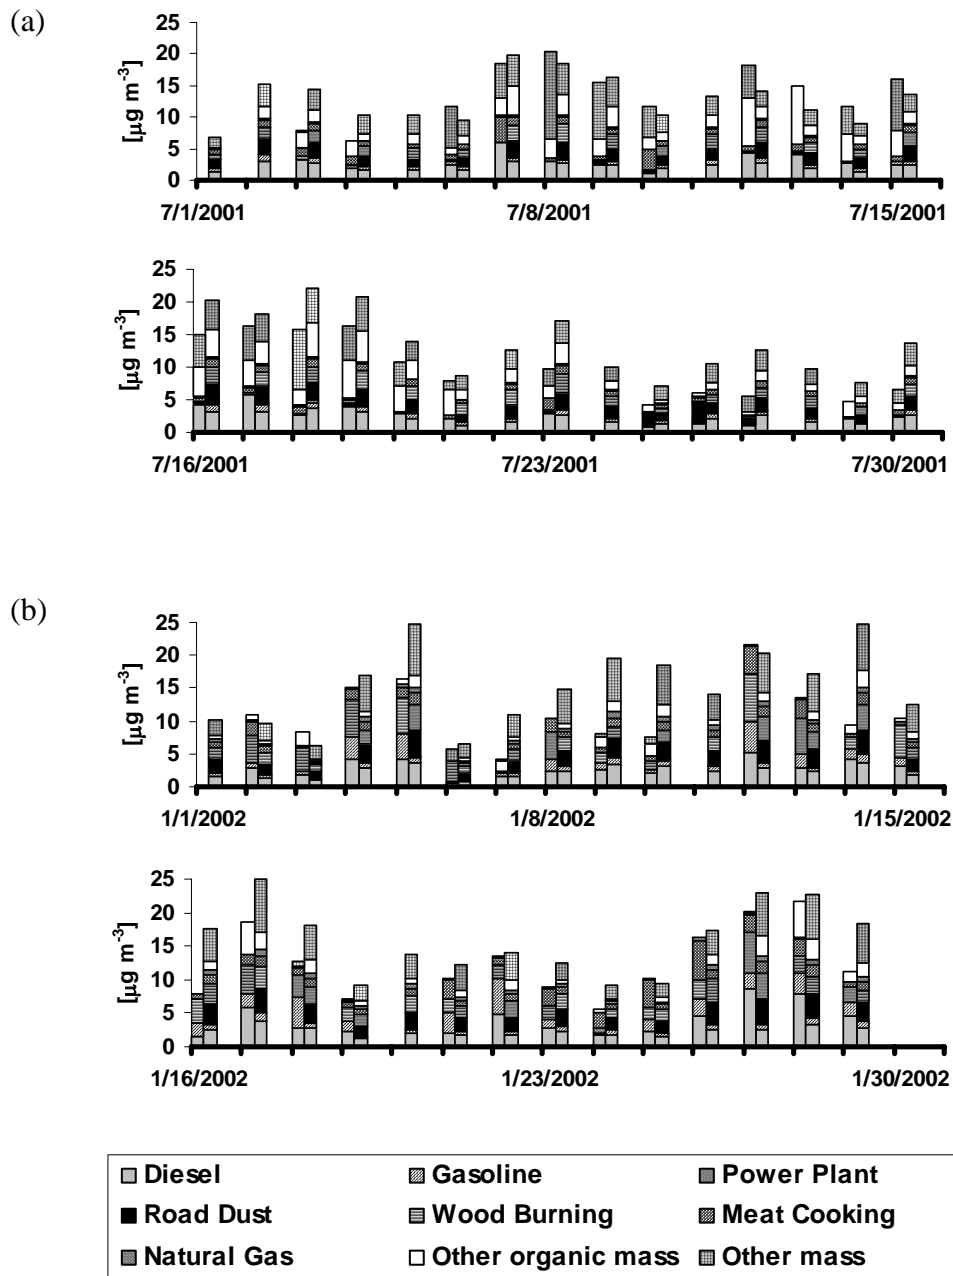 (a)
25
20
15
10
5
0
[µg m-3]
7/1/2001 7/8/2001 7/15/2001
25
20
15
10
5
0
[µg m-3]
7/16/2001 7/23/2001 7/30/2001
(b)
25
20
15
10
5
0
[µg m-3]
1/1/2002 1/8/2002 1/15/2002
25
20
15
10
5
0
[µg m-3]
1/16/2002 1/23/2002 1/30/2002
Diesel Gasoline Power Plant
Road Dust Wood Burning Meat Cooking
Natural Gas Other organic mass Other mass